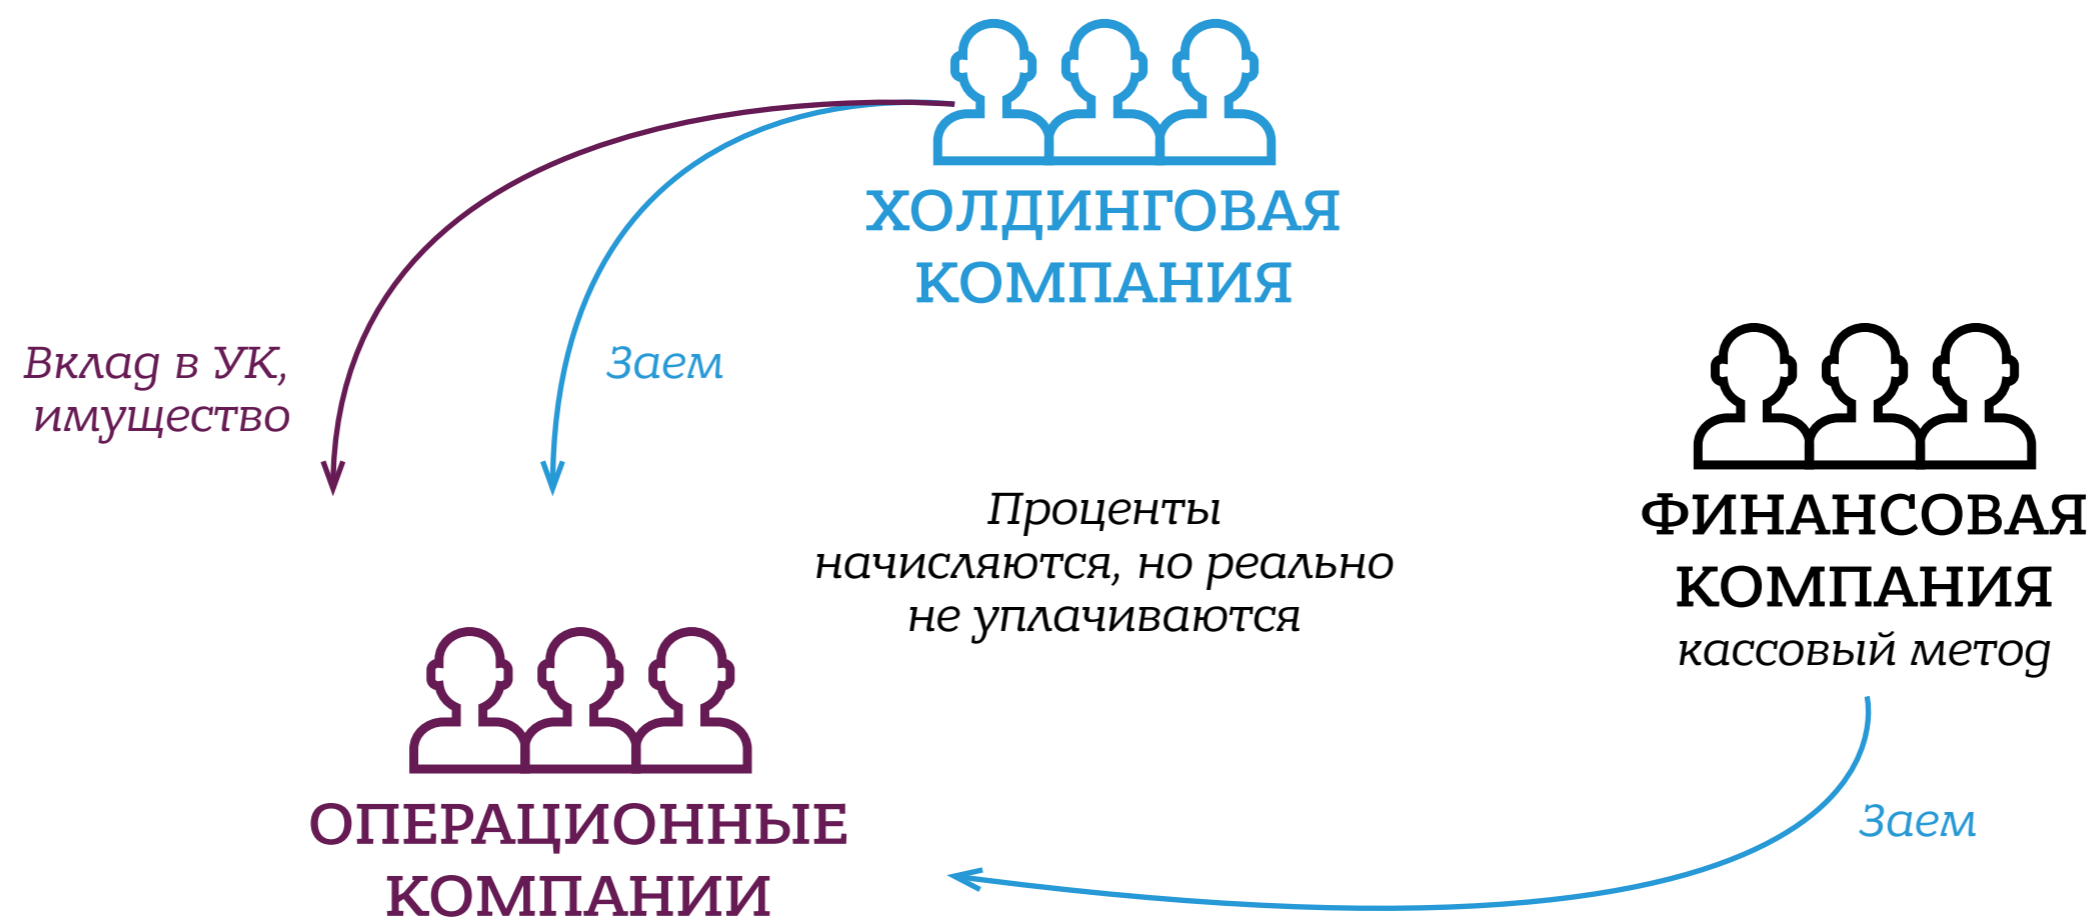 ХОЛДИНГОВАЯ
КОМПАНИЯ
Вклад в УК,
имущество
Заем
Проценты
начисляются, но реально
не уплачиваются
ФИНАНСОВАЯ
КОМПАНИЯ
кассовый метод
ОПЕРАЦИОННЫЕ
КОМПАНИИ
Заем